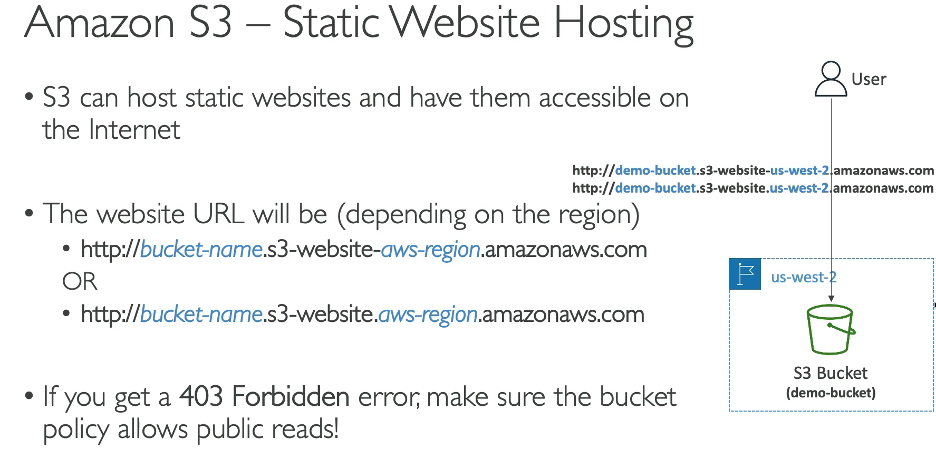 Amazon S3 – Static Website Hosting
• S3 can host static websites and have them accessible on
the Internet
• The website URL will be (depending on the region)
• http://bucket-name.s3-website-aws-region.amazonaws.com
OR
• http://bucket-name.s3-website.aws-region.amazonaws.com
• If you get a 403 Forbidden error, make sure the bucket
policy allows public reads!
User
http://demo-bucket.s3-website-us-west-2.amazonaws.com
http://demo-bucket.s3-website.us-west-2.amazonaws.com
us-west-2
S3 Bucket
(demo-bucket)